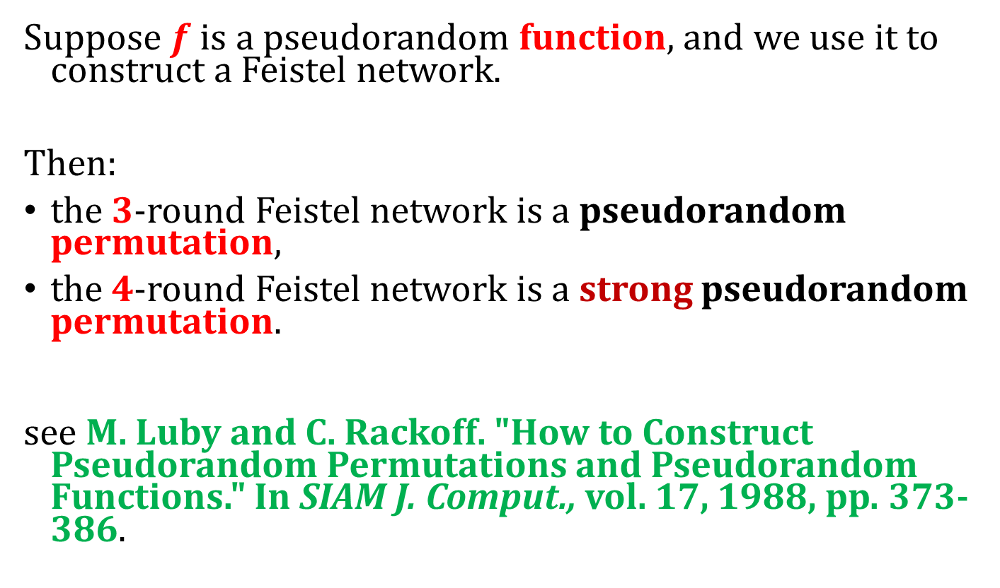 Suppose f is a pseudorandom function, and we use it to
construct a Feistel network.
Then:
• the 3-round Feistel network is a pseudorandom
permutation,
• the 4-round Feistel network is a strong pseudorandom
permutation.
see M. Luby and C. Rackoff. "How to Construct
Pseudorandom Permutations and Pseudorandom
Functions." In SIAM J. Comput., vol. 17, 1988, pp. 373-
386.